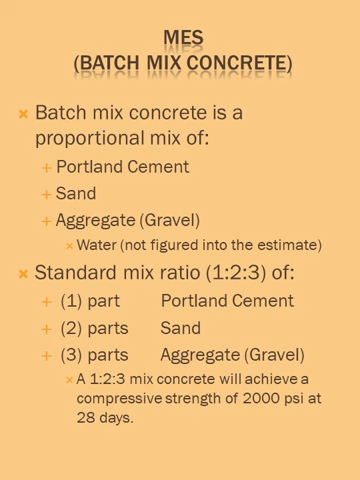 MES
(BATCH MIX CONCRETE)
Batch mix concrete is a
proportional mix of:
Portland Cement
Sand
Aggregate (Gravel)
Water (not figured into the estimate)
Standard mix ratio (1:2:3) of:
(1) part Portland Cement
(2) parts Sand
(3) parts Aggregate (Gravel)
A 1:2:3 mix concrete will achieve a
compressive strength of 2000 psi at
28 days.